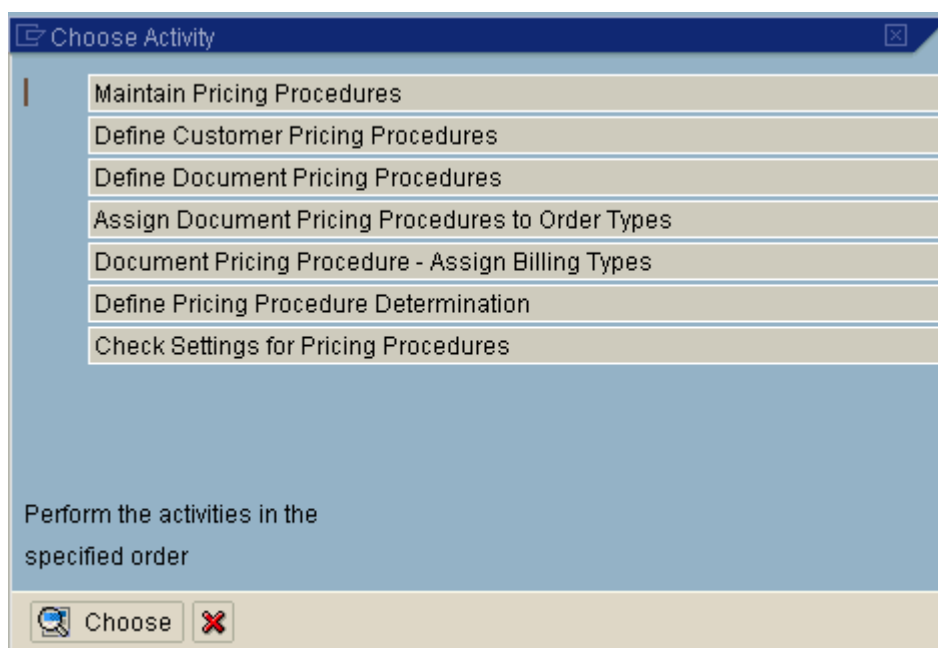 Choose Activity
Maintain Pricing Procedures
Define Customer Pricing Procedures
Define Document Pricing Procedures
Assign Document Pricing Procedures to Order Types
Document Pricing Procedure - Assign Billing Types
Define Pricing Procedure Determination
Check Settings for Pricing Procedures
Perform the activities in the
specified order
Choose